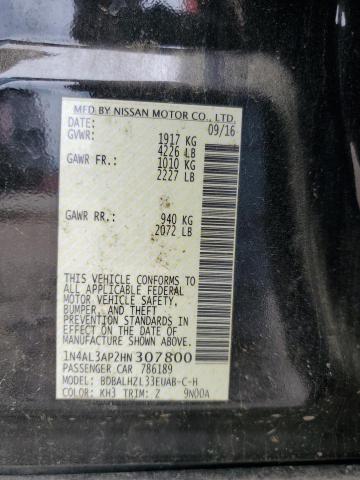 MFD BY NISSAN MOTOR CO., LTD.
DATE: 09/16
GVWR: 1917 KG
4226 LB
GAWR FR.: 1010 KG
2227 LB
GAWR RR.: 940 KG
2072 LB
THIS VEHICLE CONFORMS TO
ALL APPLICABLE FEDERAL
MOTOR VEHICLE SAFETY,
BUMPER, AND THEFT
PREVENTION STANDARDS
IN EFFECT ON THE DATE OF
MANUFACTURE SHOWN ABOVE.
1N4AL3AP2HN307800
PASSENGER CAR 786189
MODEL: BDBALHZL33EUAB-C-H
COLOR: KH3 TRIM: Z 9N00A